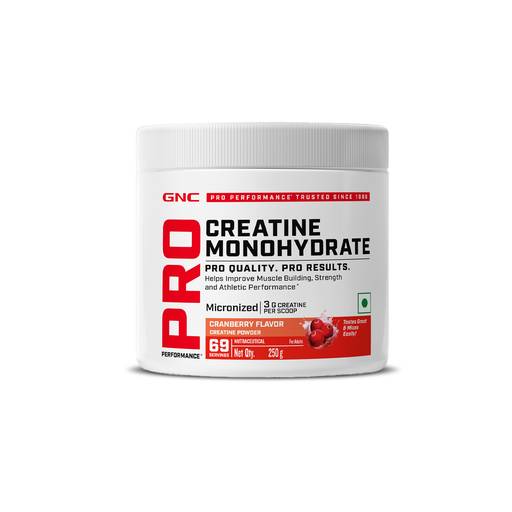 GNC PRO PERFORMANCE® TRUSTED SINCE 1935
PRO
PERFORMANCE®
CREATINE
MONOHYDRATE
PRO QUALITY. PRO RESULTS.
Helps Improve Muscle Building, Strength
and Athletic Performance*
Micronized
3 G CREATINE
PER SCOOP
CRANBERRY FLAVOR
CREATINE POWDER
Tastes Great
& Mixes
Easily!
69
SERVINGS
NUTRACEUTICAL
For Adults
Net Qty. 250 g